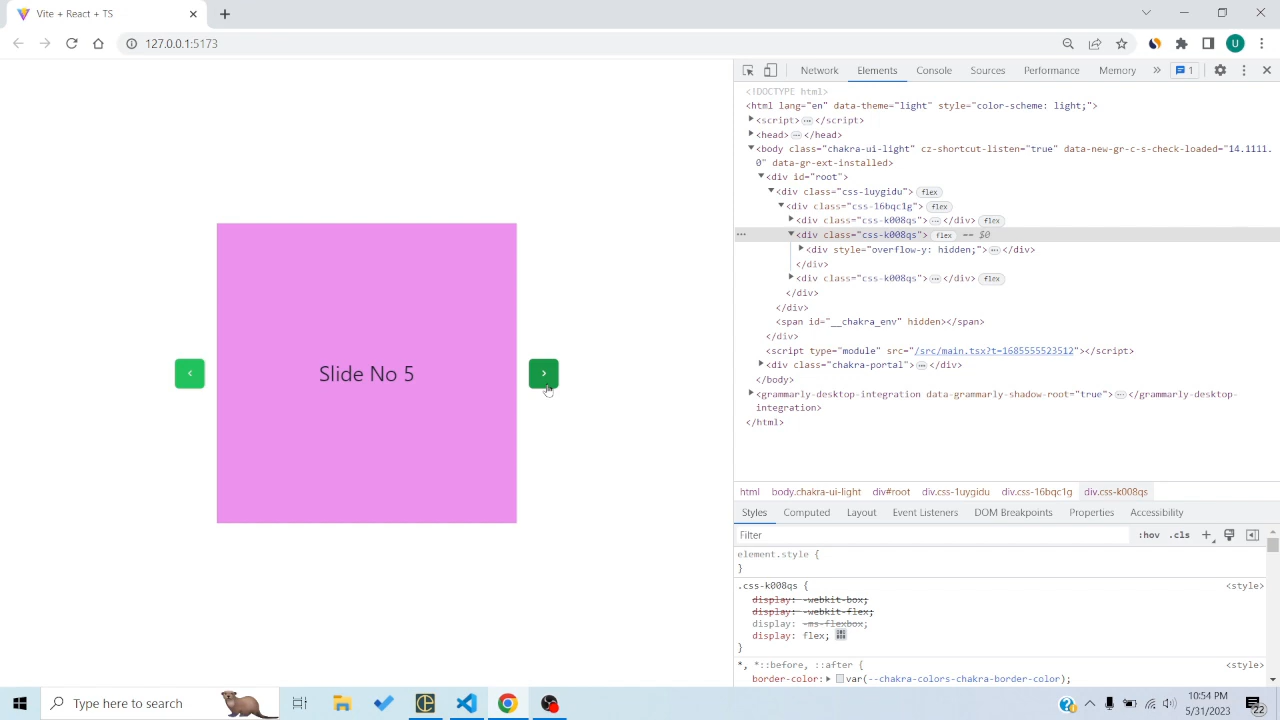 Vite + React + TS
127.0.0.1:5173
U
Network
Elements
Console
Sources
Performance
Memory
1
<!DOCTYPE html>
<html lang="en" data-theme="light" style="color-scheme: light;">
<script> … </script>
<head> … </head>
<body class="chakra-ui-light" cz-shortcut-listen="true" data-new-gr-c-s-check-loaded="14.1111.
0" data-gr-ext-installed>
<div id="root">
<div class="css-1uygidu"> flex
<div class="css-16bqc1g"> flex
<div class="css-k008qs"> … </div> flex
<div class="css-k008qs"> flex == $0
<div style="overflow-y: hidden;"> … </div>
</div>
<div class="css-k008qs"> … </div> flex
</div>
</div>
<span id="__chakra_env" hidden></span>
</div>
<script type="module" src="/src/main.tsx?t=1685555523512"></script>
<div class="chakra-portal"> … </div>
</body>
<grammarly-desktop-integration data-grammarly-shadow-root="true"> … </grammarly-desktop-
integration>
</html>
Slide No 5
html
body.chakra-ui-light
div#root
div.css-1uygidu
div.css-16bqc1g
div.css-k008qs
Styles
Computed
Layout
Event Listeners
DOM Breakpoints
Properties
Accessibility
Filter
:hov
.cls
element.style {
}
.css-k008qs {
<style>
display: -webkit-box;
display: -webkit-flex;
display: -ms-flexbox;
display: flex;
}
*, *::before, ::after {
<style>
border-color: var(--chakra-colors-chakra-border-color);
Type here to search
10:54 PM
5/31/2023
22